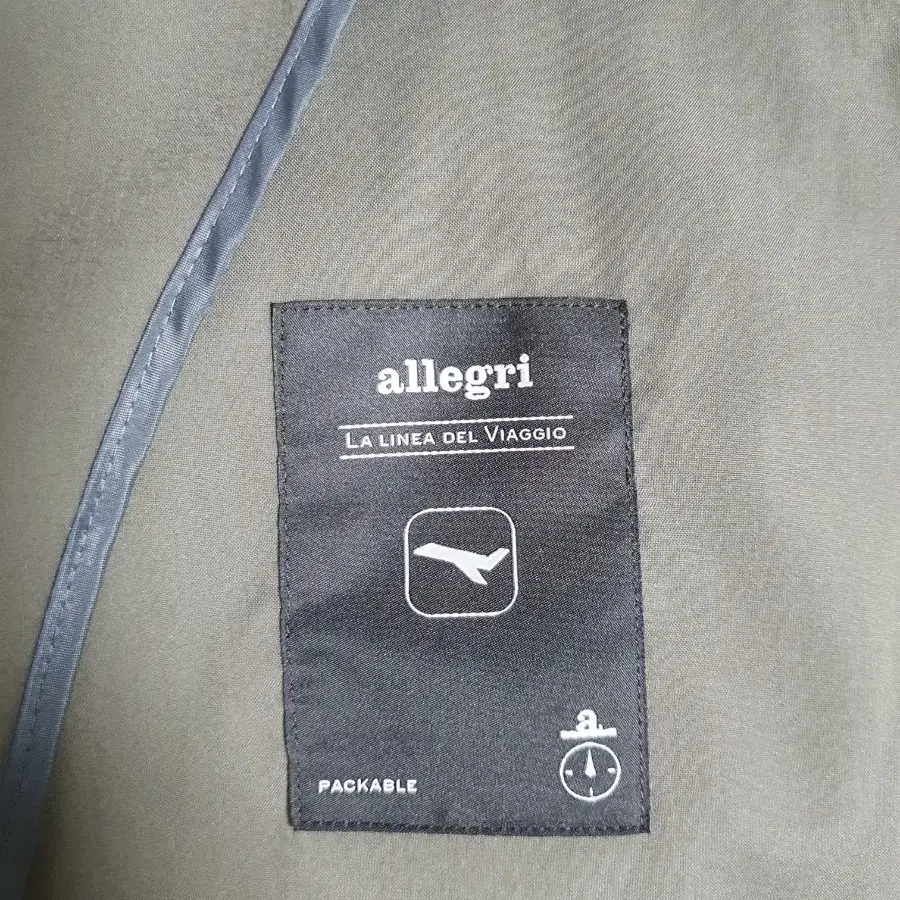 allegri
LA LINEA DEL VIAGGIO
a.
PACKABLE